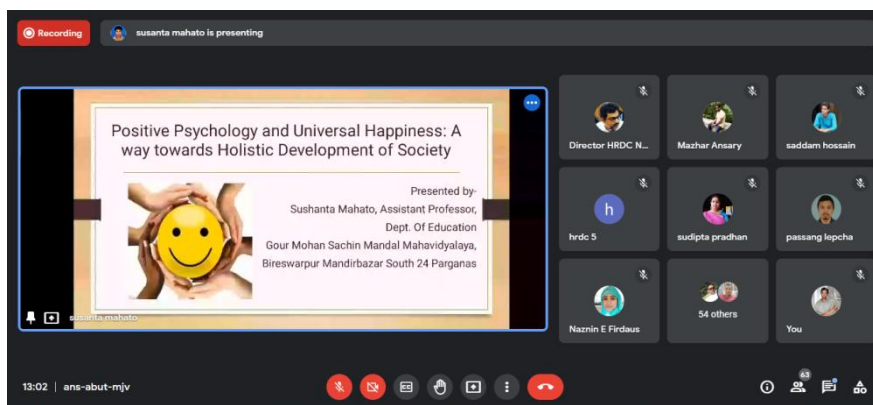 Recording
susanta mahato is presenting
Positive Psychology and Universal Happiness: A
way towards Holistic Development of Society
Presented by-
Sushanta Mahato, Assistant Professor,
Dept. Of Education
Gour Mohan Sachin Mandal Mahavidyalaya,
Bireswarpur Mandirbazar South 24 Parganas
susanta mahato
Director HRDC N...
Mazhar Ansary
saddam hossain
h
hrdc 5
sudipta pradhan
passang lepcha
Naznin E Firdaus
54 others
You
13:02 | ans-abut-mjv
63